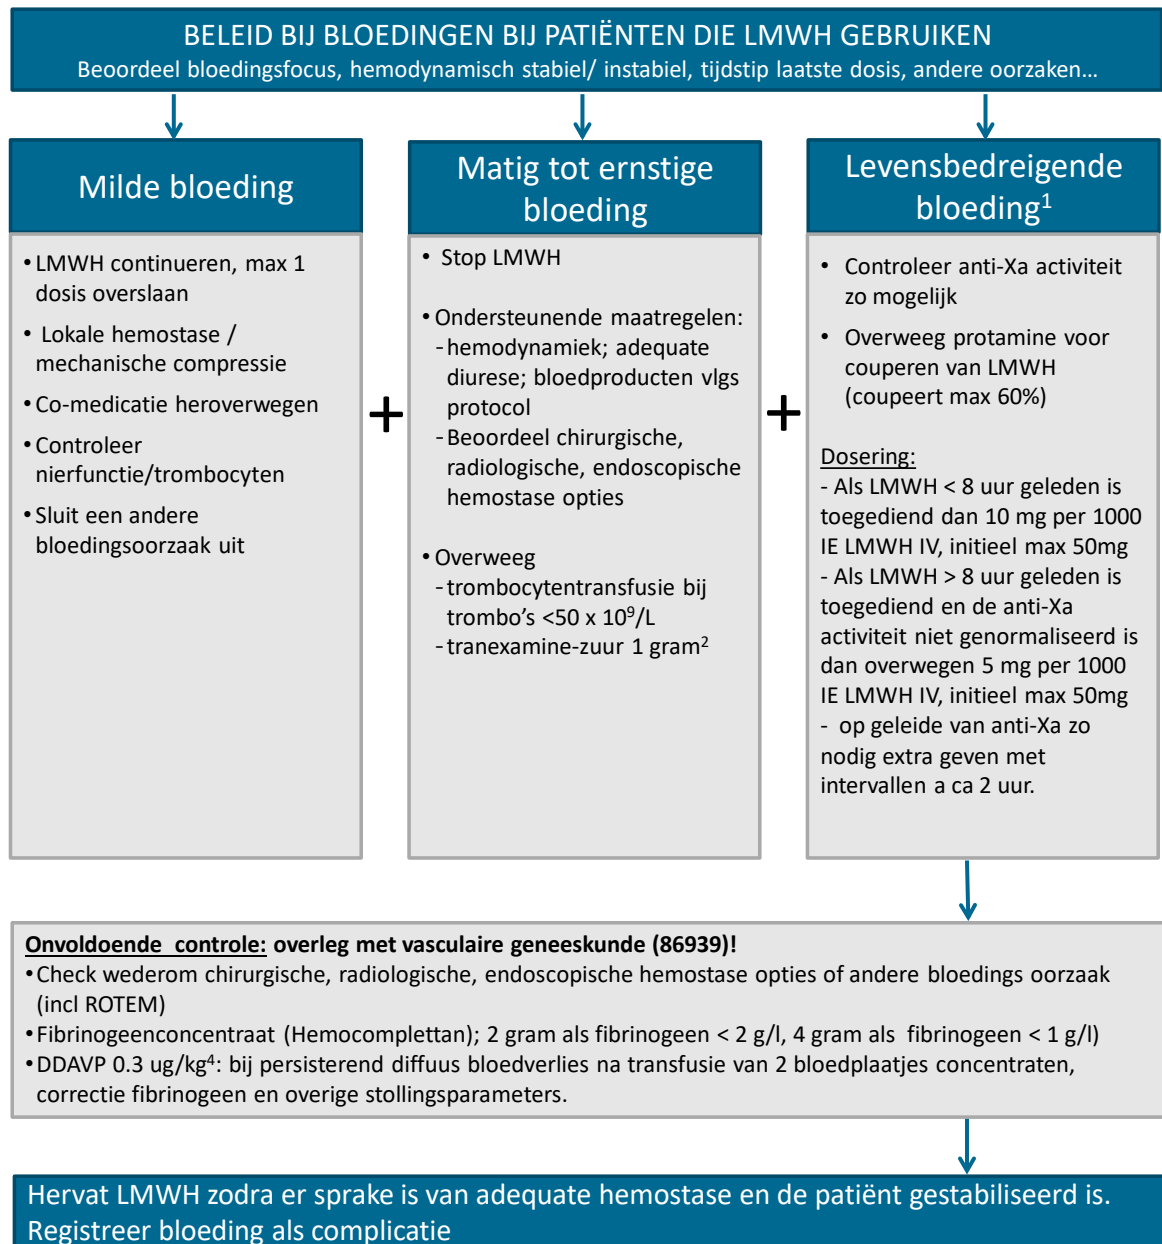 BELEID BIJ BLOEDINGEN BIJ PATIËNTEN DIE LMWH GEBRUIKEN
Beoordeel bloedingsfocus, hemodynamisch stabiel/ instabiel, tijdstip laatste dosis, andere oorzaken…
Milde bloeding
•LMWH continueren, max 1
dosis overslaan
• Lokale hemostase /
mechanische compressie
•Co-medicatie heroverwegen
•Controleer
nierfunctie/trombocyten
•Sluit een andere
bloedingsoorzaak uit
+
Matig tot ernstige
bloeding
• Stop LMWH
•Ondersteunende maatregelen:
-hemodynamiek; adequate
diurese; bloedproducten vlgs
protocol
-Beoordeel chirurgische,
radiologische, endoscopische
hemostase opties
•Overweeg
-trombocytentransfusie bij
trombo’s <50 x 10⁹/L
-tranexamine-zuur 1 gram²
+
Levensbedreigende
bloeding¹
• Controleer anti-Xa activiteit
zo mogelijk
• Overweeg protamine voor
couperen van LMWH
(coupeert max 60%)
Dosering:
- Als LMWH < 8 uur geleden is
toegediend dan 10 mg per 1000
IE LMWH IV, initieel max 50mg
- Als LMWH > 8 uur geleden is
toegediend en de anti-Xa
activiteit niet genormaliseerd is
dan overwegen 5 mg per 1000
IE LMWH IV, initieel max 50mg
- op geleide van anti-Xa zo
nodig extra geven met
intervallen a ca 2 uur.
Onvoldoende controle: overleg met vasculaire geneeskunde (86939)!
•Check wederom chirurgische, radiologische, endoscopische hemostase opties of andere bloedings oorzaak
(incl ROTEM)
•Fibrinogeenconcentraat (Hemocomplettan); 2 gram als fibrinogeen < 2 g/l, 4 gram als fibrinogeen < 1 g/l)
•DDAVP 0.3 ug/kg⁴: bij persisterend diffuus bloedverlies na transfusie van 2 bloedplaatjes concentraten,
correctie fibrinogeen en overige stollingsparameters.
Hervat LMWH zodra er sprake is van adequate hemostase en de patiënt gestabiliseerd is.
Registreer bloeding als complicatie